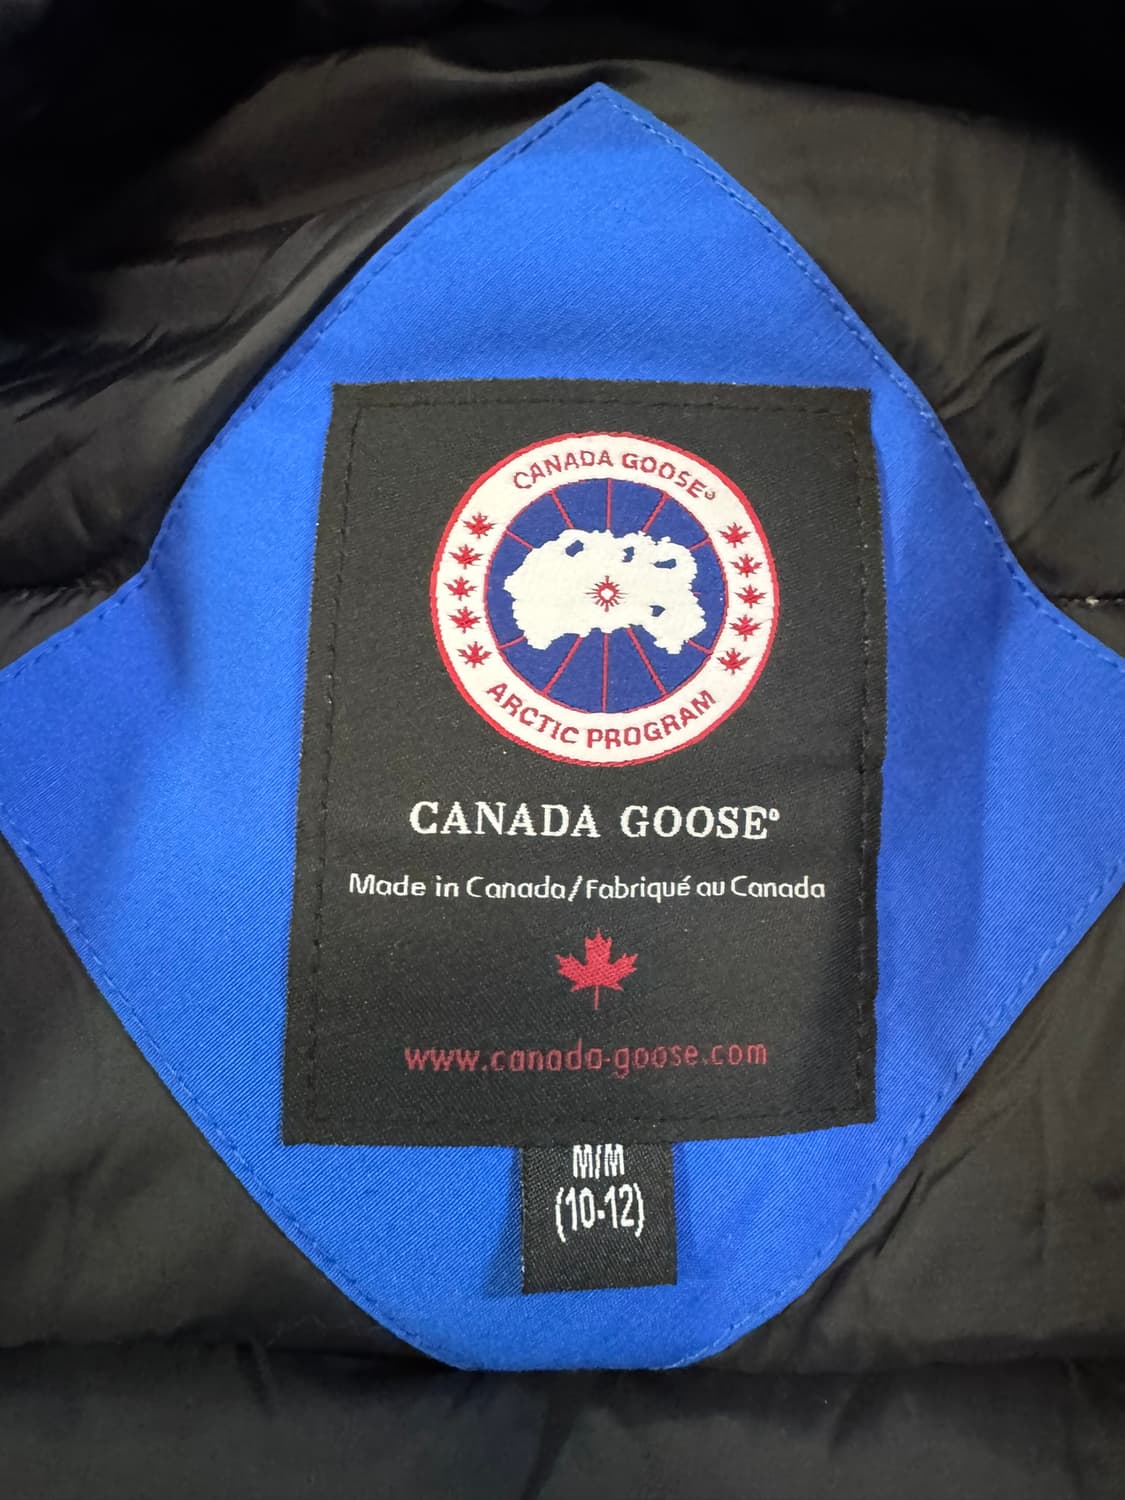 CANADA GOOSE®
ARCTIC PROGRAM
CANADA GOOSE®
Made in Canada/Fabriqué au Canada
www.canada-goose.com
M/M
(10-12)